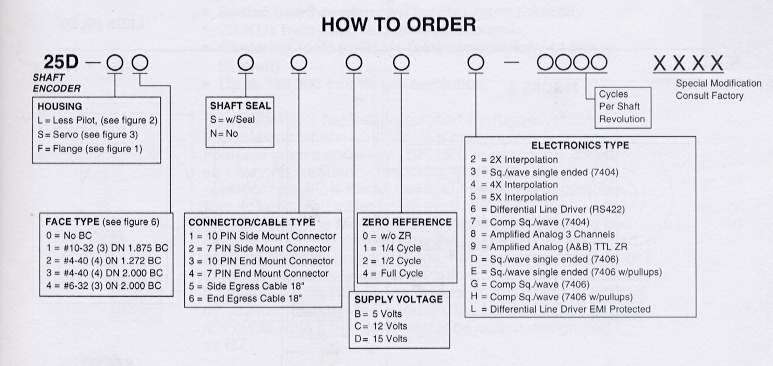 HOW TO ORDER
25D — O O O O O O O — OOOO XXXX
SHAFT
ENCODER
Special Modification
Consult Factory
Cycles
Per Shaft
Revolution
HOUSING
L = Less Pilot, (see figure 2)
S = Servo (see figure 3)
F = Flange (see figure 1)
SHAFT SEAL
S = w/Seal
N = No
ELECTRONICS TYPE
2 = 2X Interpolation
3 = Sq./wave single ended (7404)
4 = 4X Interpolation
5 = 5X Interpolation
6 = Differential Line Driver (RS422)
7 = Comp Sq./wave (7404)
8 = Amplified Analog 3 Channels
9 = Amplified Analog (A&B) TTL ZR
D = Sq./wave single ended (7406)
E = Sq./wave single ended (7406 w/pullups)
G = Comp Sq./wave (7406)
H = Comp Sq./wave (7406 w/pullups)
L = Differential Line Driver EMI Protected
FACE TYPE (see figure 6)
0 = No BC
1 = #10-32 (3) DN 1.875 BC
2 = #4-40 (4) 0N 1.272 BC
3 = #4-40 (4) DN 2.000 BC
4 = #6-32 (3) 0N 2.000 BC
CONNECTOR/CABLE TYPE
1 = 10 PIN Side Mount Connector
2 = 7 PIN Side Mount Connector
3 = 10 PIN End Mount Connector
4 = 7 PIN End Mount Connector
5 = Side Egress Cable 18"
6 = End Egress Cable 18"
ZERO REFERENCE
0 = w/o ZR
1 = 1/4 Cycle
2 = 1/2 Cycle
4 = Full Cycle
SUPPLY VOLTAGE
B = 5 Volts
C = 12 Volts
D = 15 Volts